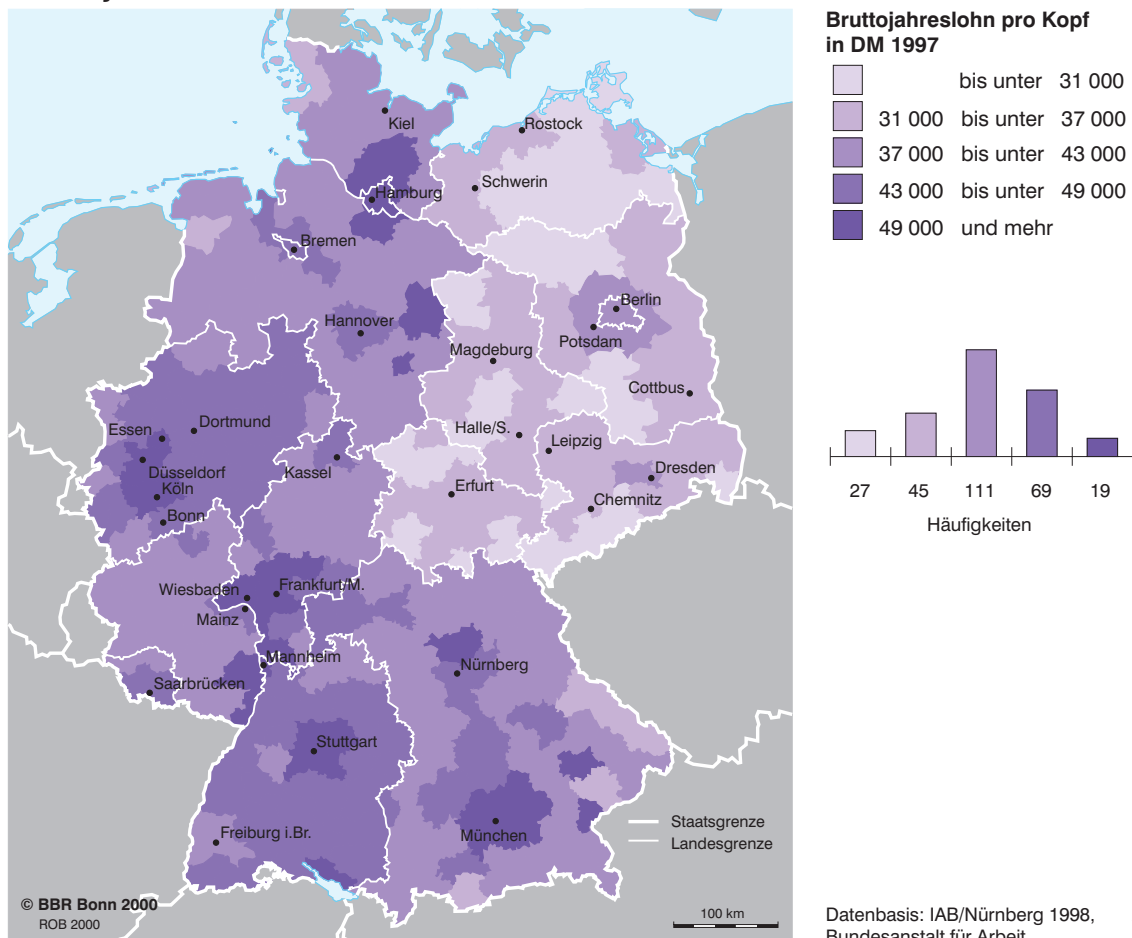 Bruttojahreslohn pro Kopf
in DM 1997
bis unter 31 000
31 000 bis unter 37 000
37 000 bis unter 43 000
43 000 bis unter 49 000
49 000 und mehr
27 45 111 69 19
Häufigkeiten
Kiel
Rostock
Schwerin
Hamburg
Bremen
Berlin
Hannover
Potsdam
Magdeburg
Cottbus
Dortmund
Essen
Halle/S.
Leipzig
Düsseldorf
Kassel
Dresden
Köln
Erfurt
Chemnitz
Bonn
Wiesbaden
Frankfurt/M.
Mainz
Mannheim
Nürnberg
Saarbrücken
Stuttgart
München
Freiburg i.Br.
Staatsgrenze
Landesgrenze
© BBR Bonn 2000
ROB 2000
100 km
Datenbasis: IAB/Nürnberg 1998,
Bundesanstalt für Arbeit